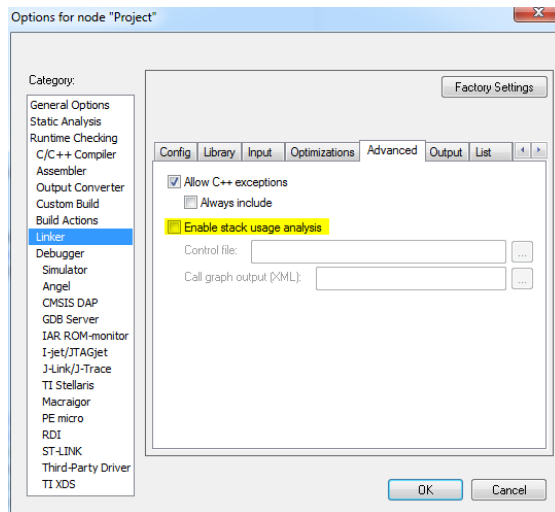 Options for node "Project"
Category:
General Options
Static Analysis
Runtime Checking
C/C++ Compiler
Assembler
Output Converter
Custom Build
Build Actions
Linker
Debugger
Simulator
Angel
CMSIS DAP
GDB Server
IAR ROM-monitor
I-jet/JTAGjet
J-Link/J-Trace
TI Stellaris
Macraigor
PE micro
RDI
ST-LINK
Third-Party Driver
TI XDS
Factory Settings
Config Library Input Optimizations Advanced Output List
Allow C++ exceptions
Always include
Enable stack usage analysis
Control file: ...
Call graph output (XML): ...
OK Cancel